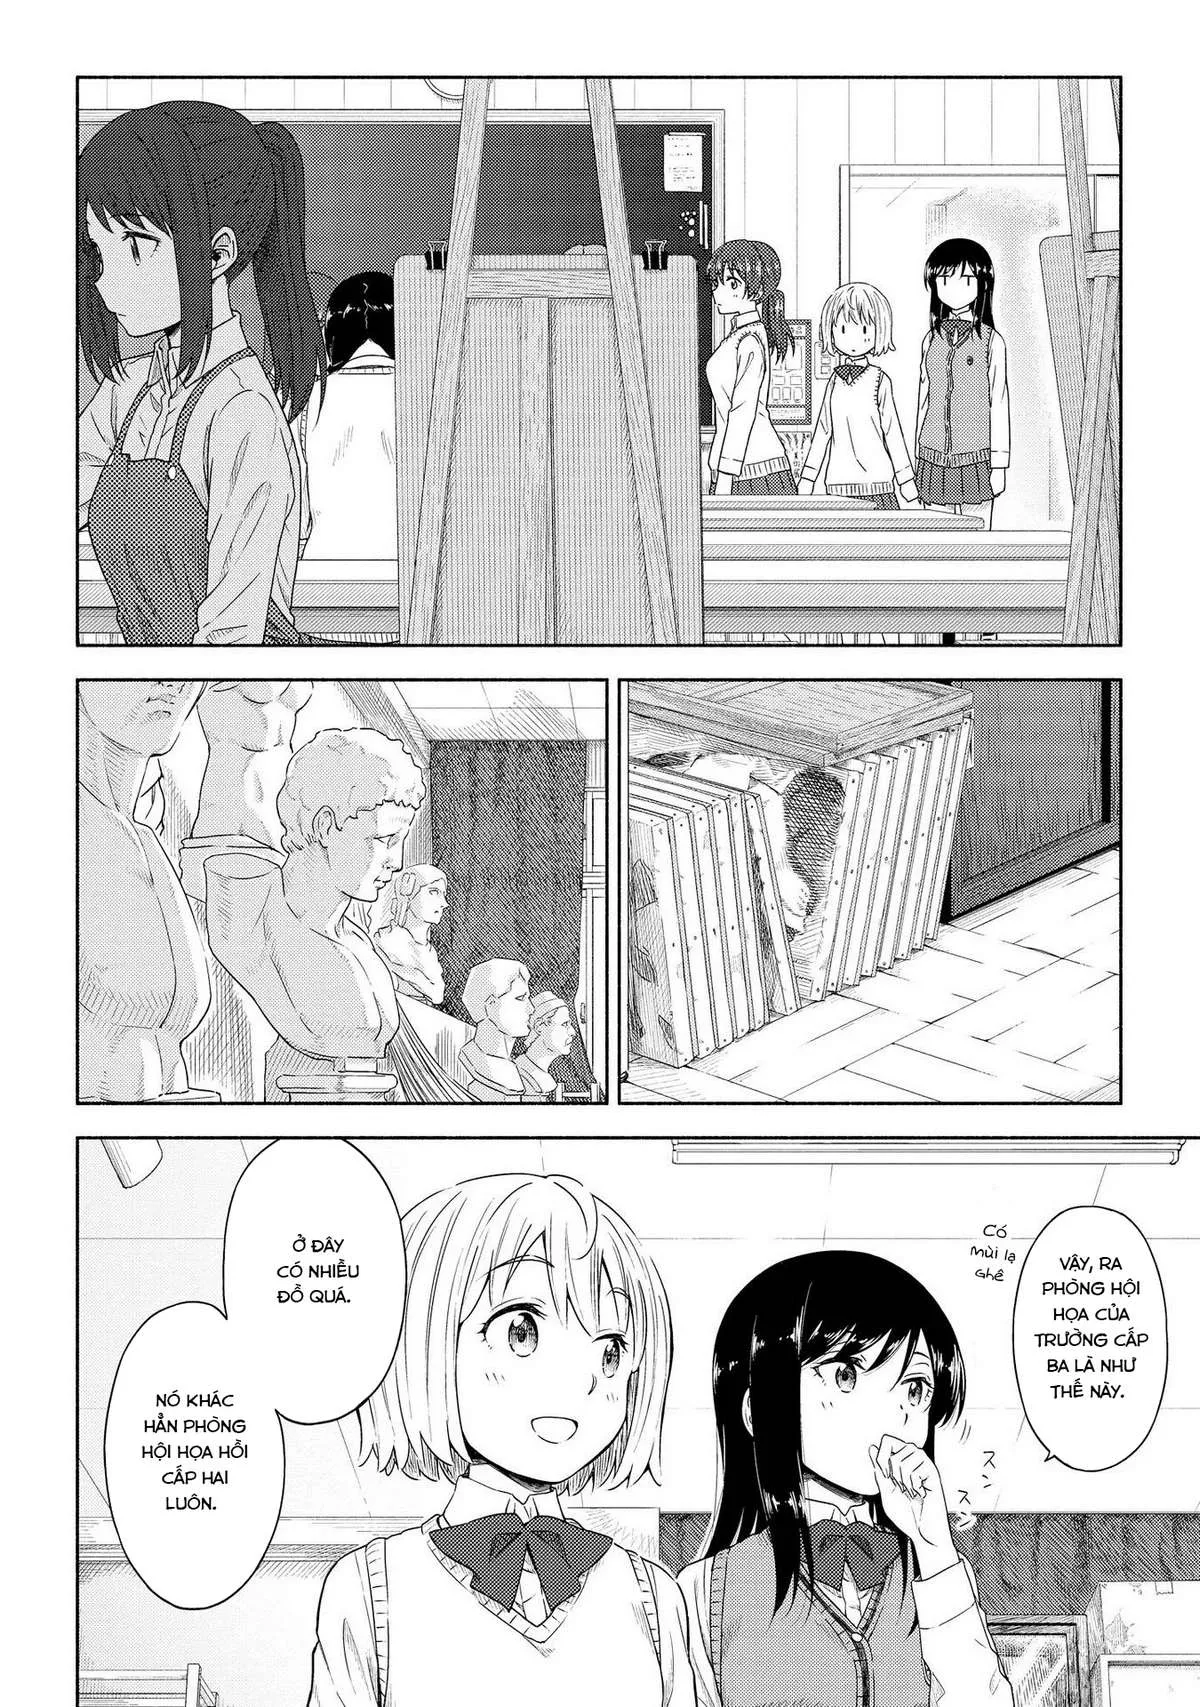 VẬY, RA
PHÒNG HỘI
HỌA CỦA
TRƯỜNG CẤP
BA LÀ NHƯ
THẾ NÀY.
Có
mùi lạ
ghê
スン
スン
Ở ĐÂY
CÓ NHIỀU
ĐỒ QUÁ.
NÓ KHÁC
HẲN PHÒNG
HỘI HỌA HỒI
CẤP HAI
LUÔN.